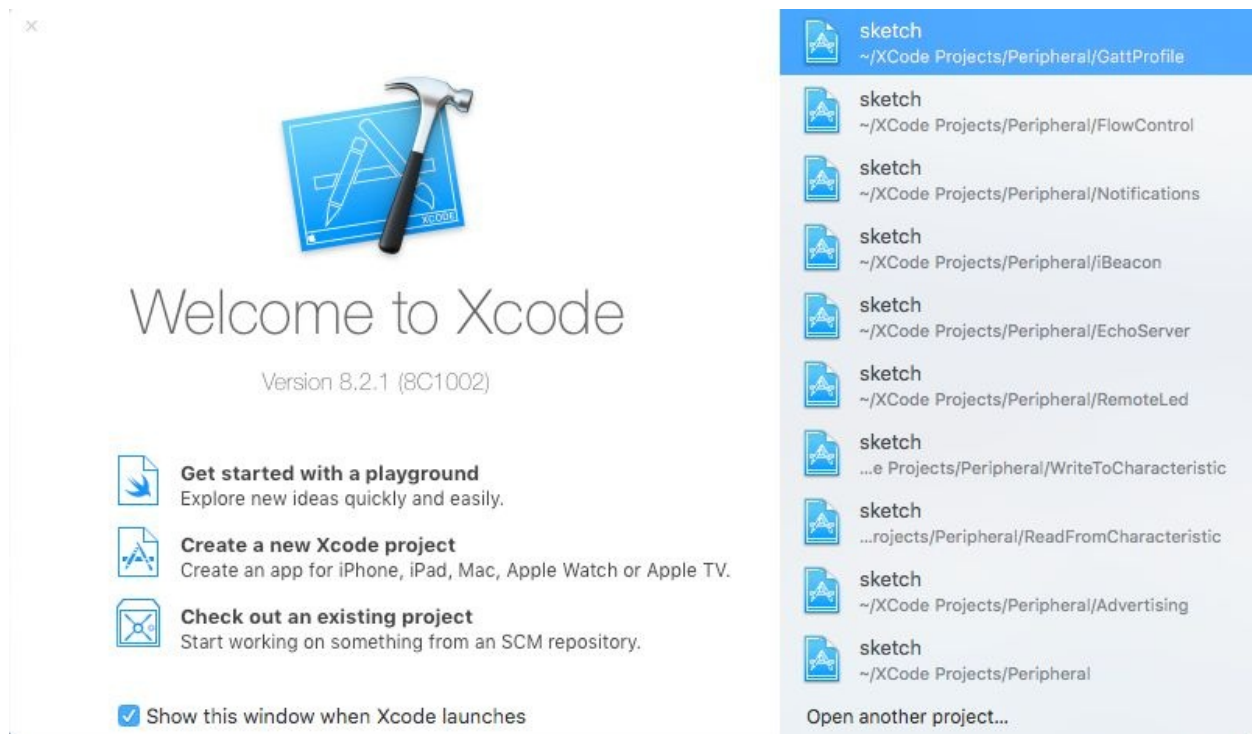 Welcome to Xcode
Version 8.2.1 (8C1002)
Get started with a playground
Explore new ideas quickly and easily.
Create a new Xcode project
Create an app for iPhone, iPad, Mac, Apple Watch or Apple TV.
Check out an existing project
Start working on something from an SCM repository.
Show this window when Xcode launches
XCODE
sketch
~/XCode Projects/Peripheral/GattProfile
sketch
~/XCode Projects/Peripheral/FlowControl
sketch
~/XCode Projects/Peripheral/Notifications
sketch
~/XCode Projects/Peripheral/iBeacon
sketch
~/XCode Projects/Peripheral/EchoServer
sketch
~/XCode Projects/Peripheral/RemoteLed
sketch
...e Projects/Peripheral/WriteToCharacteristic
sketch
...rojects/Peripheral/ReadFromCharacteristic
sketch
~/XCode Projects/Peripheral/Advertising
sketch
~/XCode Projects/Peripheral
Open another project...